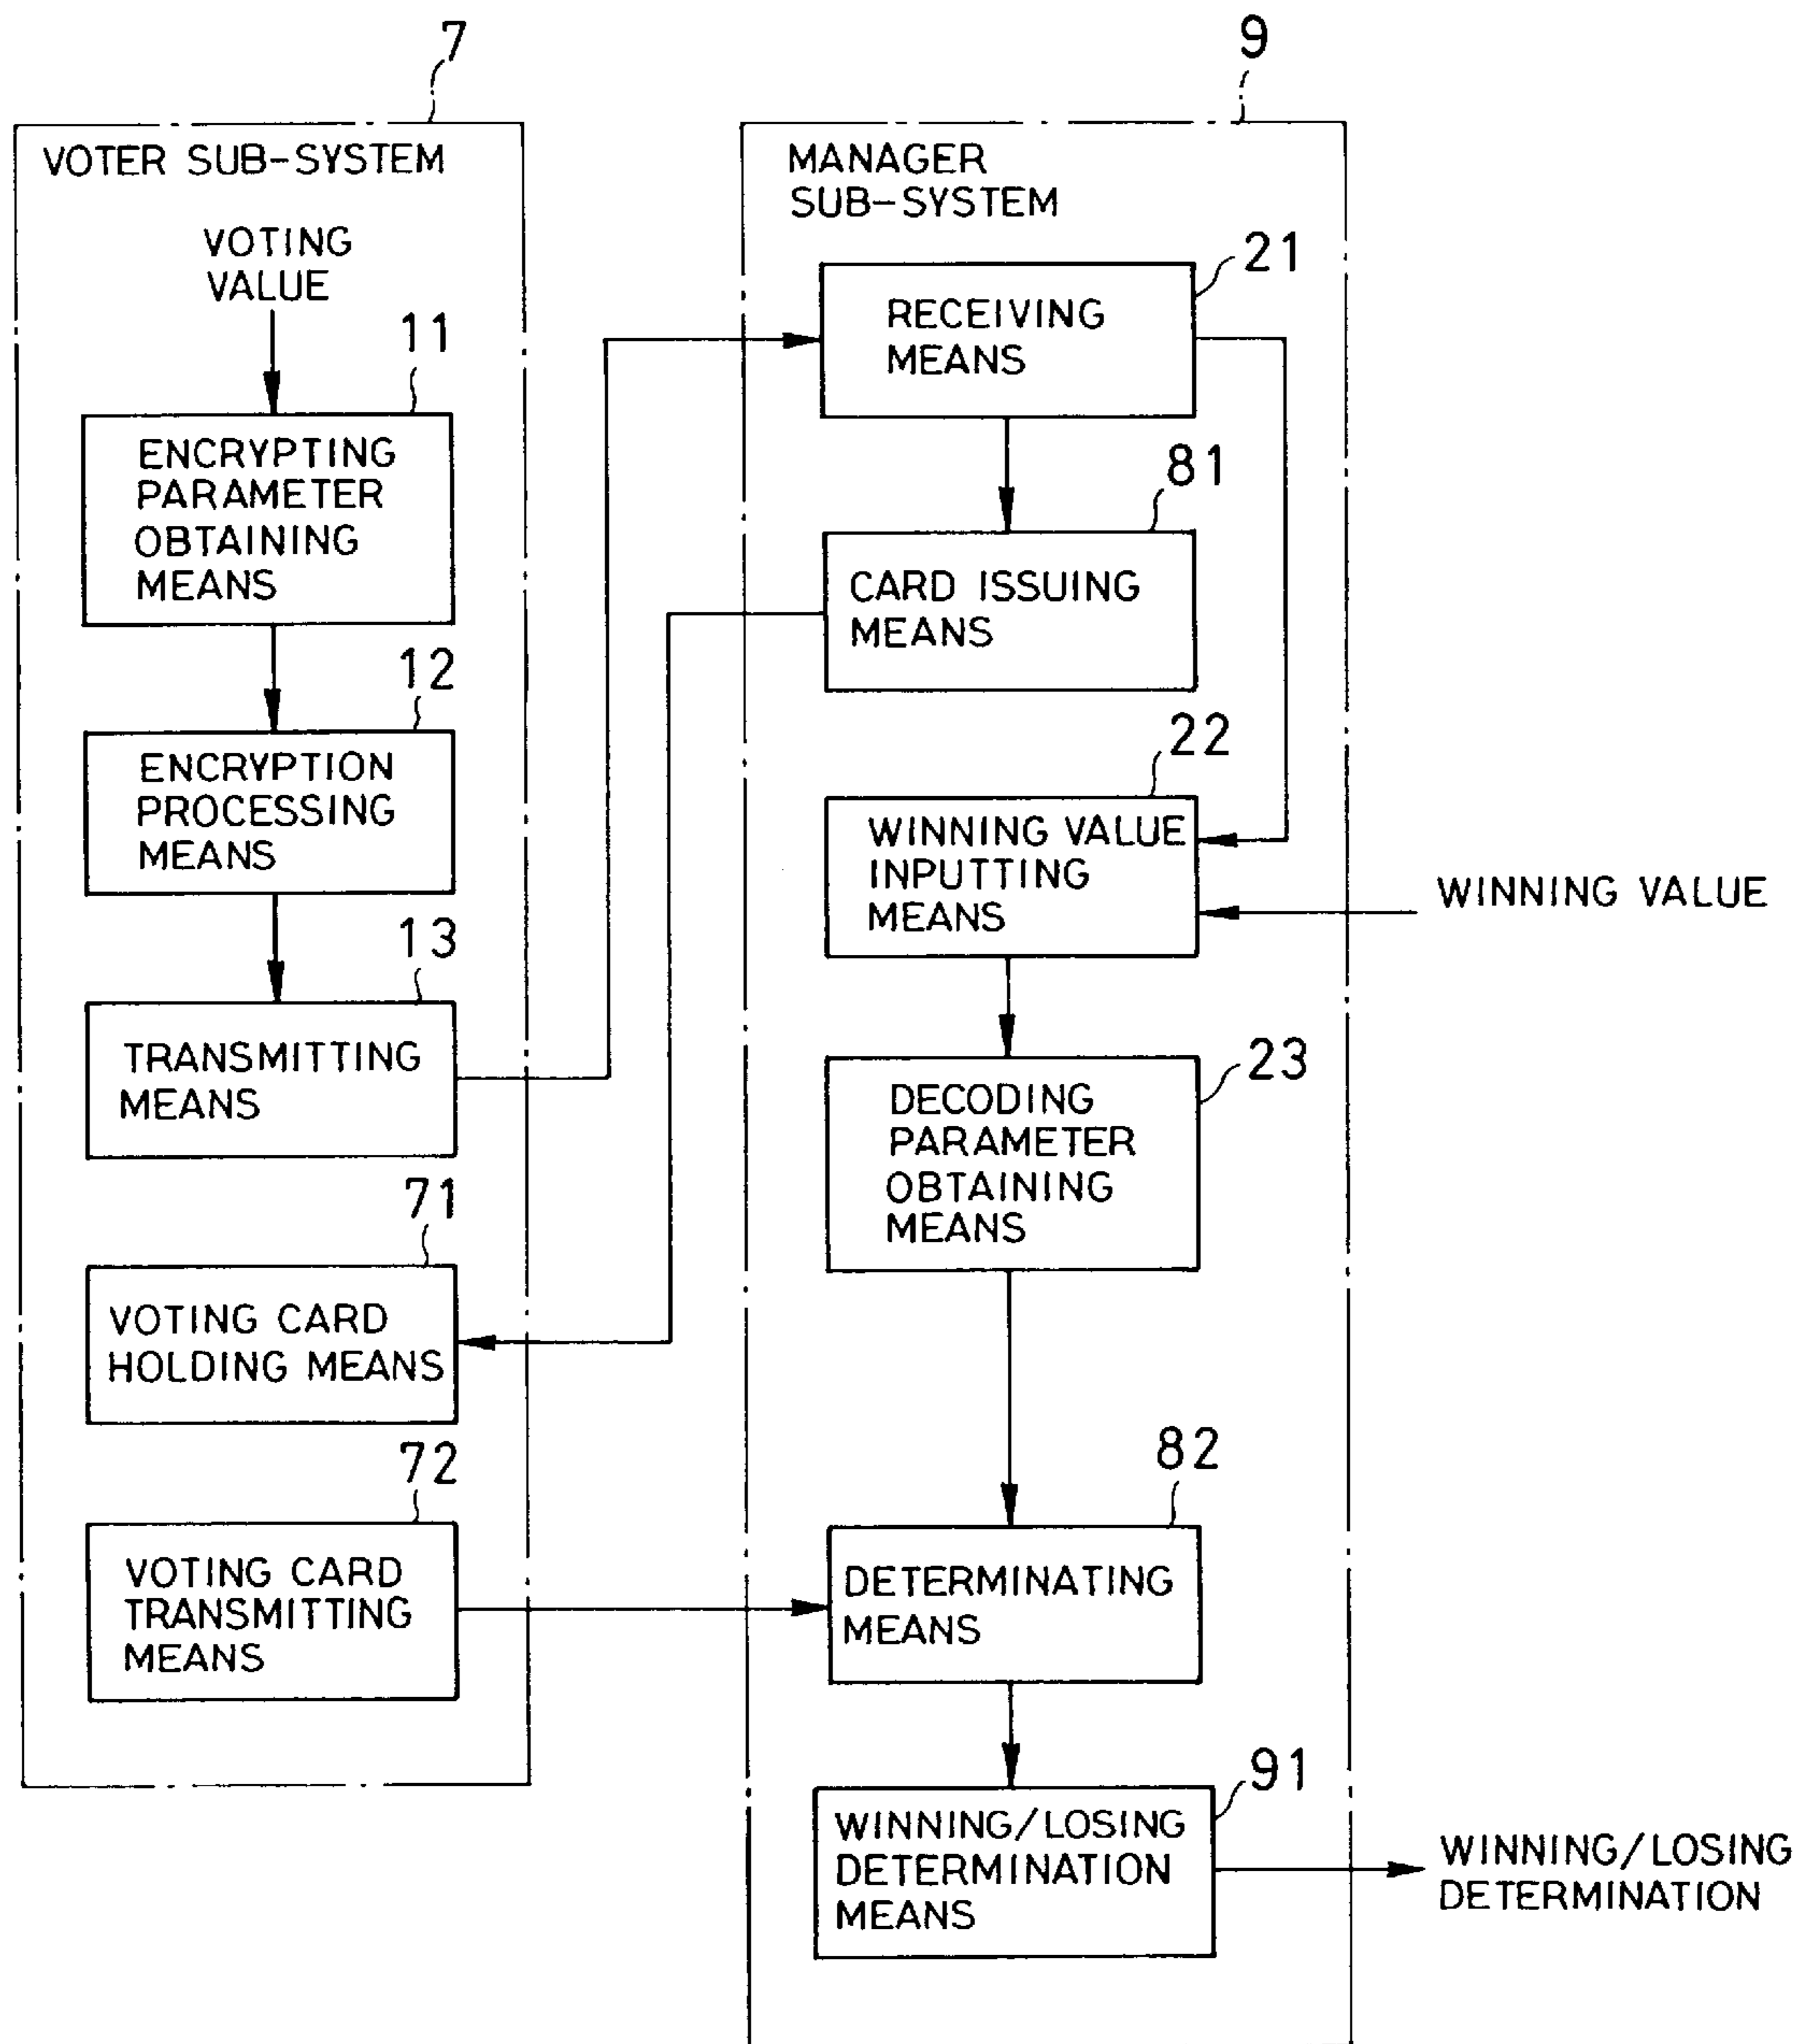 7
VOTER SUB-SYSTEM
VOTING
VALUE
11
ENCRYPTING
PARAMETER
OBTAINING
MEANS
12
ENCRYPTION
PROCESSING
MEANS
13
TRANSMITTING
MEANS
71
VOTING CARD
HOLDING MEANS
72
VOTING CARD
TRANSMITTING
MEANS
9
MANAGER
SUB-SYSTEM
21
RECEIVING
MEANS
81
CARD ISSUING
MEANS
22
WINNING VALUE
INPUTTING
MEANS
WINNING VALUE
23
DECODING
PARAMETER
OBTAINING
MEANS
82
DETERMINATING
MEANS
91
WINNING/LOSING
DETERMINATION
MEANS
WINNING/LOSING
DETERMINATION